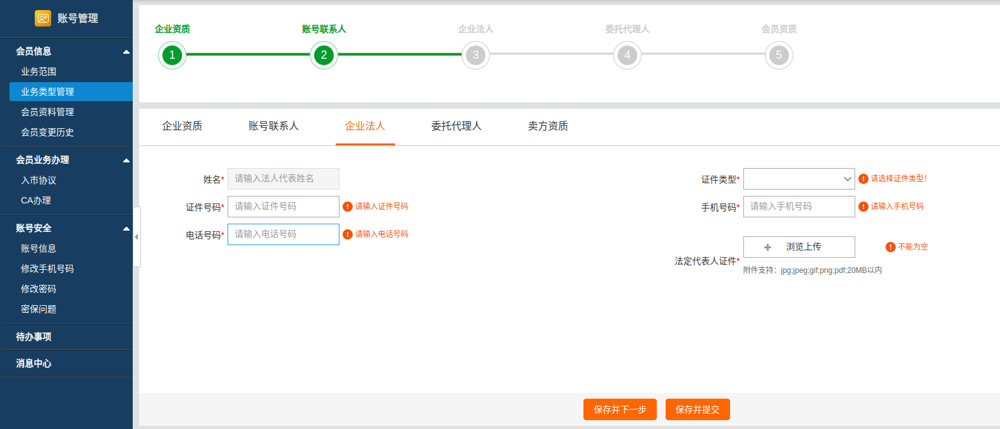 账号管理
会员信息
业务范围
业务类型管理
会员资料管理
会员变更历史
会员业务办理
入市协议
CA办理
账号安全
账号信息
修改手机号码
修改密码
密保问题
待办事项
消息中心
企业资质 账号联系人 企业法人 委托代理人 会员资质
1 2 3 4 5
企业资质 账号联系人 企业法人 委托代理人 卖方资质
姓名* 请输入法人代表姓名 证件类型* 请选择证件类型!
证件号码* 请输入证件号码 请输入证件号码 手机号码* 请输入手机号码 请输入手机号码
电话号码* 请输入电话号码 请输入电话号码
浏览上传 不能为空
法定代表人证件*
附件支持：jpg;jpeg;gif;png;pdf;20MB以内
保存并下一步 保存并提交